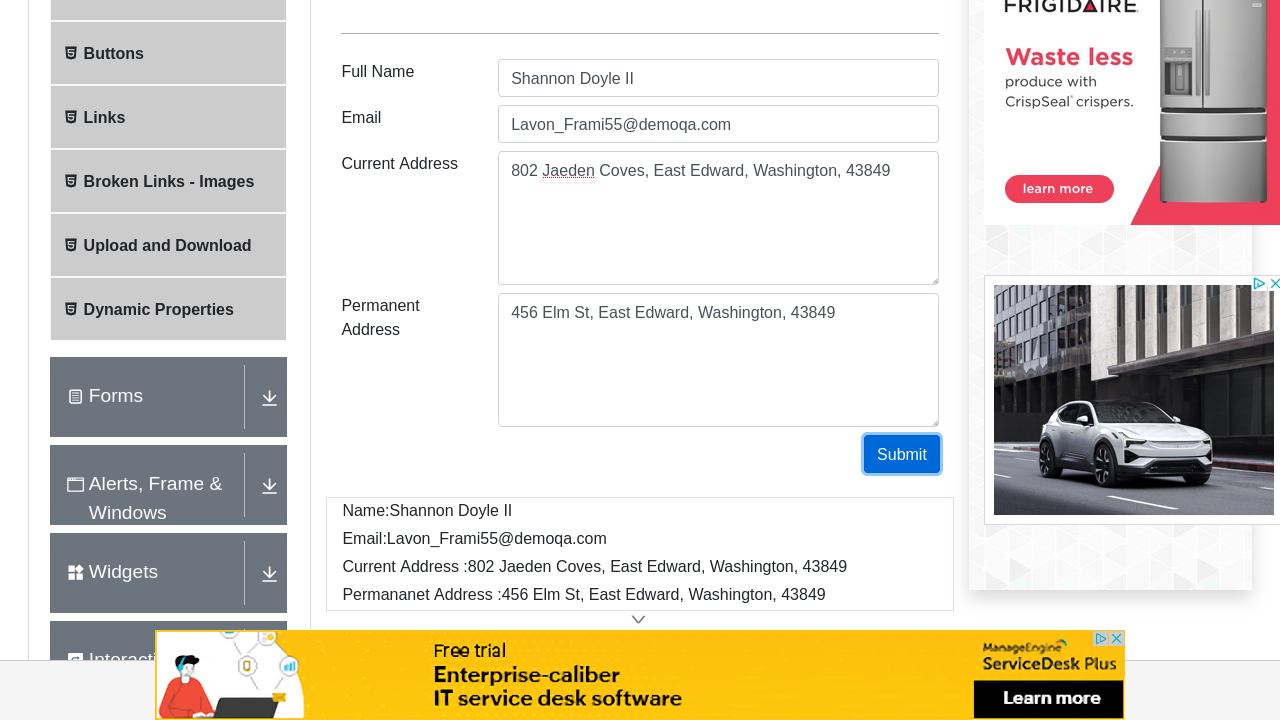 Buttons
Links
Broken Links - Images
Upload and Download
Dynamic Properties
Forms
Alerts, Frame &
Windows
Widgets
Full Name
Shannon Doyle II
Email
Lavon_Frami55@demoqa.com
Current Address
802 Jaeden Coves, East Edward, Washington, 43849
Permanent
Address
456 Elm St, East Edward, Washington, 43849
Submit
Name:Shannon Doyle II
Email:Lavon_Frami55@demoqa.com
Current Address :802 Jaeden Coves, East Edward, Washington, 43849
Permananet Address :456 Elm St, East Edward, Washington, 43849
FRIGIDAIRE
Waste less
produce with
CrispSeal® crispers.
learn more
Free trial
Enterprise-caliber
IT service desk software
ManageEngine
ServiceDesk Plus
Learn more